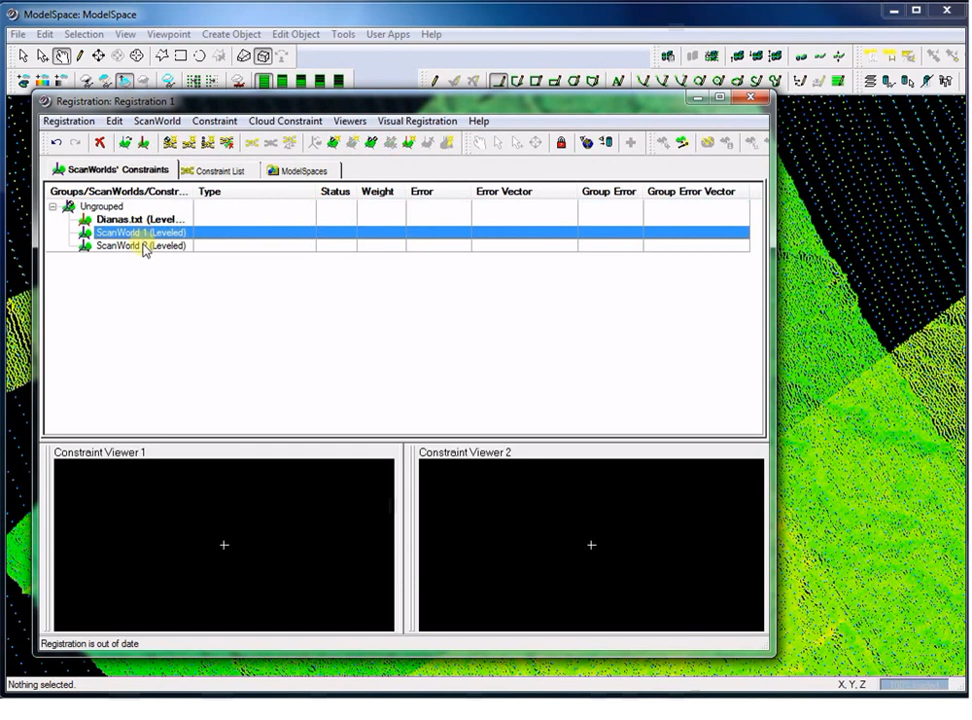 ModelSpace: ModelSpace
File Edit Selection View Viewpoint Create Object Edit Object Tools User Apps Help
Registration: Registration 1
Registration Edit ScanWorld Constraint Cloud Constraint Viewers Visual Registration Help
ScanWorlds' Constraints Constraint List ModelSpaces
Groups/ScanWorlds/Constr... Type Status Weight Error Error Vector Group Error Group Error Vector
Ungrouped
Dianas.txt (Level...
ScanWorld 1 (Leveled)
ScanWorld (Leveled)
Constraint Viewer 1 Constraint Viewer 2
Registration is out of date
Nothing selected. X, Y, Z